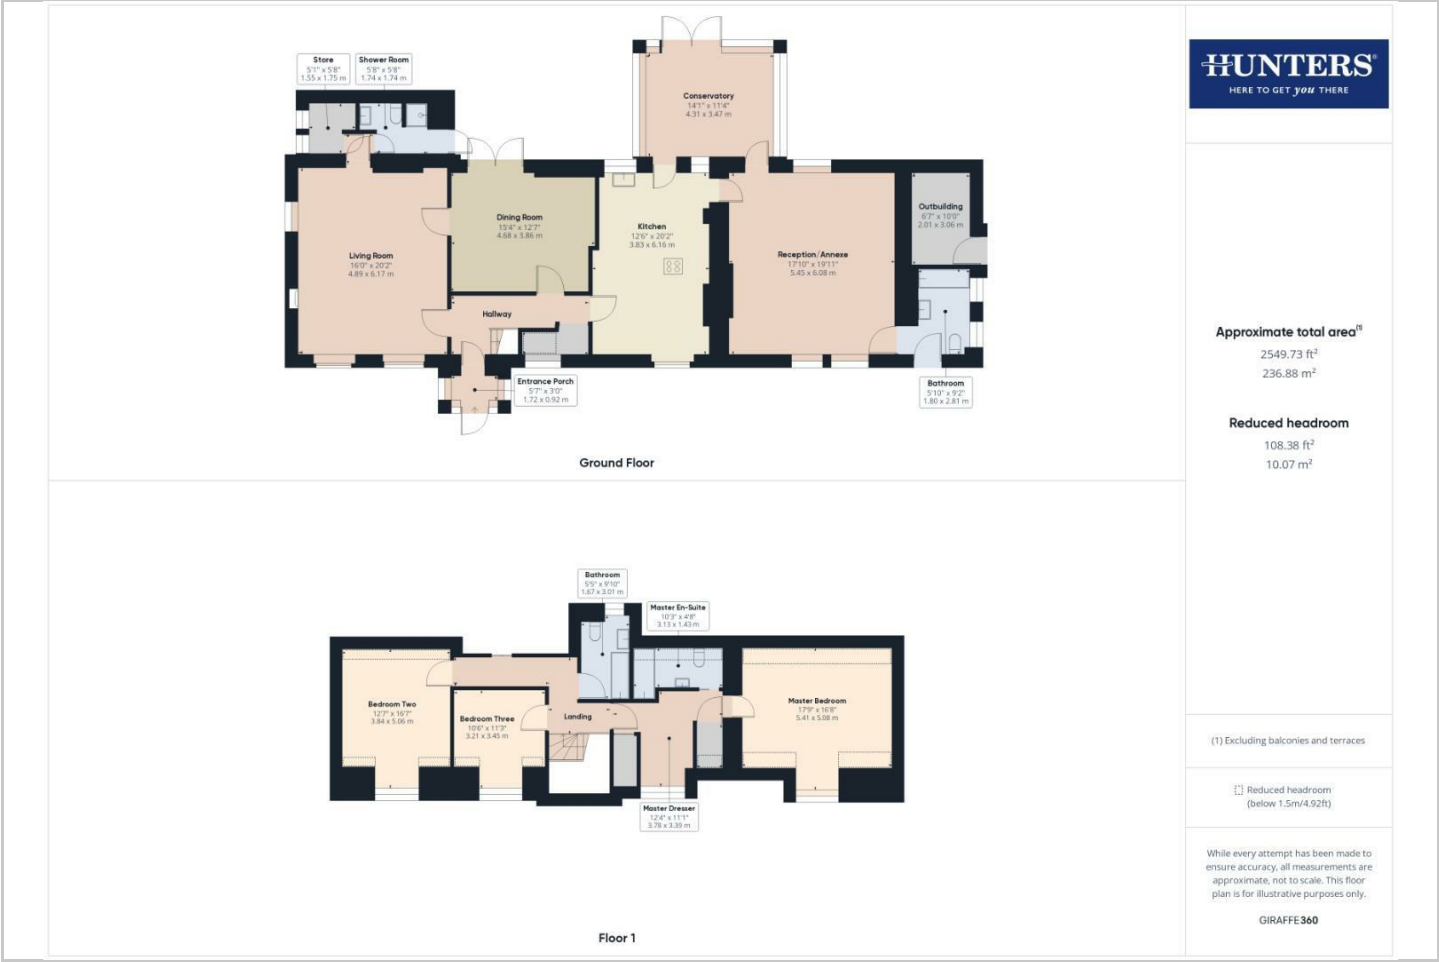 Store
5'1" x 5'8"
1.55 x 1.75 m
Shower Room
5'8" x 5'8"
1.74 x 1.74 m
Conservatory
14'1" x 11'4"
4.31 x 3.47 m
Dining Room
15'4" x 12'7"
4.68 x 3.86 m
Kitchen
12'6" x 20'2"
3.83 x 6.16 m
Outbuilding
6'7" x 10'0"
2.01 x 3.06 m
Living Room
16'0" x 20'2"
4.89 x 6.17 m
Reception/Annexe
17'10" x 19'11"
5.45 x 6.08 m
Hallway
Entrance Porch
5'7" x 3'0"
1.72 x 0.92 m
Bathroom
5'10" x 9'2"
1.80 x 2.81 m
Ground Floor
Bathroom
5'5" x 9'10"
1.67 x 3.01 m
Master En-Suite
10'3" x 4'8"
3.13 x 1.43 m
Bedroom Two
12'7" x 16'7"
3.84 x 5.06 m
Bedroom Three
10'6" x 11'3"
3.21 x 3.45 m
Landing
Master Bedroom
17'9" x 16'8"
5.41 x 5.08 m
Master Dresser
12'4" x 11'1"
3.78 x 3.39 m
Floor 1
HUNTERS®
HERE TO GET you THERE
Approximate total area(1)
2549.73 ft²
236.88 m²
Reduced headroom
108.38 ft²
10.07 m²
(1) Excluding balconies and terraces
Reduced headroom
(below 1.5m/4.92ft)
While every attempt has been made to
ensure accuracy, all measurements are
approximate, not to scale. This floor
plan is for illustrative purposes only.
GIRAFFE360